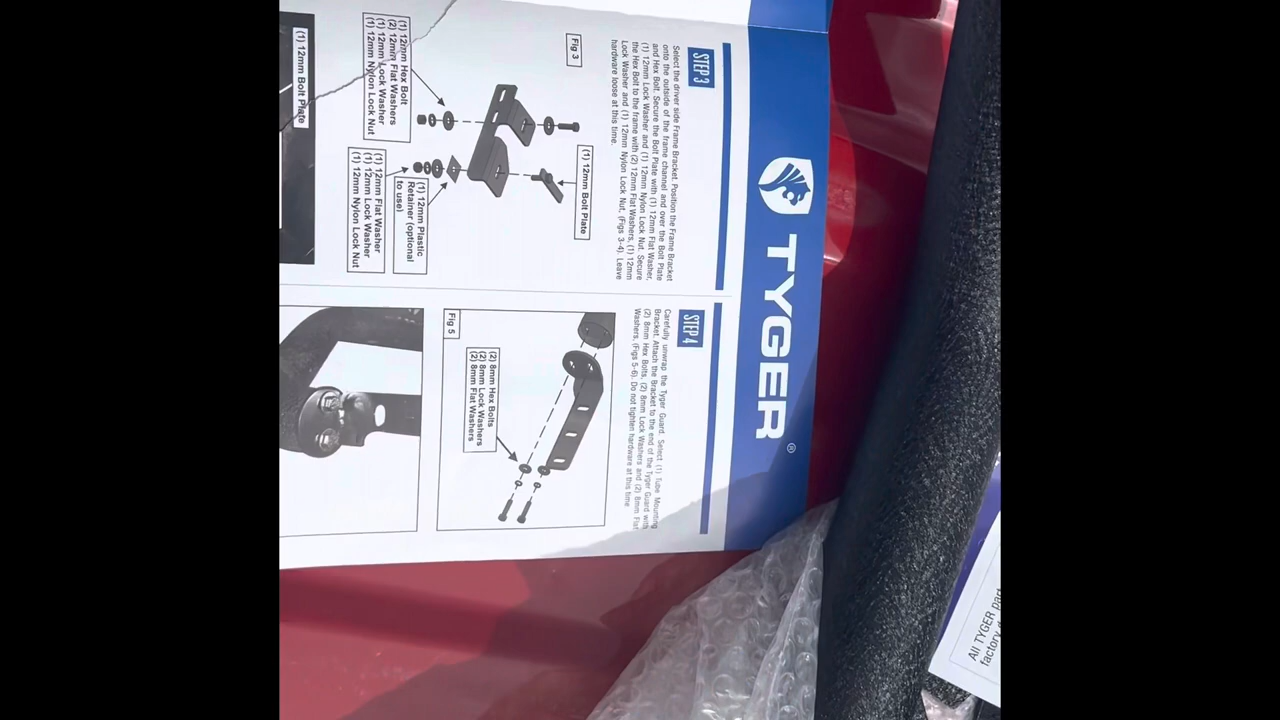 TYGER®
STEP 3
Select the driver side Frame Bracket. Position the Frame Bracket
onto the outside of the frame channel and over the Bolt Plate
and Hex Bolt. Secure the Bolt Plate with (1) 12mm Flat Washer,
(1) 12mm Lock Washer and (1) 12mm Nylon Lock Nut. Secure
the Hex Bolt to the frame with (2) 12mm Flat Washers, (1) 12mm
Lock Washer and (1) 12mm Nylon Lock Nut, (Figs 3-4). Leave
hardware loose at this time.
Fig 3
(1) 12mm Bolt Plate
(1) 12mm Hex Bolt
(2) 12mm Flat Washers
(1) 12mm Lock Washer
(1) 12mm Nylon Lock Nut
(1) 12mm Plastic
Retainer (optional
to use)
(1) 12mm Flat Washer
(1) 12mm Lock Washer
(1) 12mm Nylon Lock Nut
(1) 12mm Bolt Plate
STEP 4
Carefully unwrap the Tyger Guard. Select (1) Tube Mounting
Bracket. Attach the Bracket to the end of the Tyger Guard with
(2) 8mm Hex Bolts, (2) 8mm Lock Washers and (2) 8mm Flat
Washers, (Figs 5-6). Do not tighten hardware at this time
Fig 5
(2) 8mm Hex Bolts
(2) 8mm Lock Washers
(2) 8mm Flat Washers
All TYGER
factory